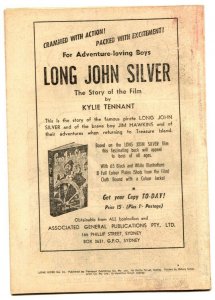 CRAMMED WITH ACTION!
PACKED WITH EXCITEMENT!
For Adventure-loving Boys
LONG JOHN SILVER
The Story of the Film
by
KYLIE TENNANT
This is the story of the famous pirate LONG JOHN
SILVER and of the brave boy JIM HAWKINS and of
their adventures when returning to Treasure Island.
Based on the LONG JOHN SILVER film
this fascinating book will appeal
to boys of all ages.
With 65 Black and White Illustrations
8 Full Colour Plates Shots from the Film
Cloth Bound with a Colour Jacket
Get your Copy TO-DAY!
Price 15/- (Plus 1/- Postage)
Obtainable from ALL booksellers and
ASSOCIATED GENERAL PUBLICATIONS PTY. LTD.
166 PHILLIP STREET, SYDNEY
BOX 3631, G.P.O., SYDNEY